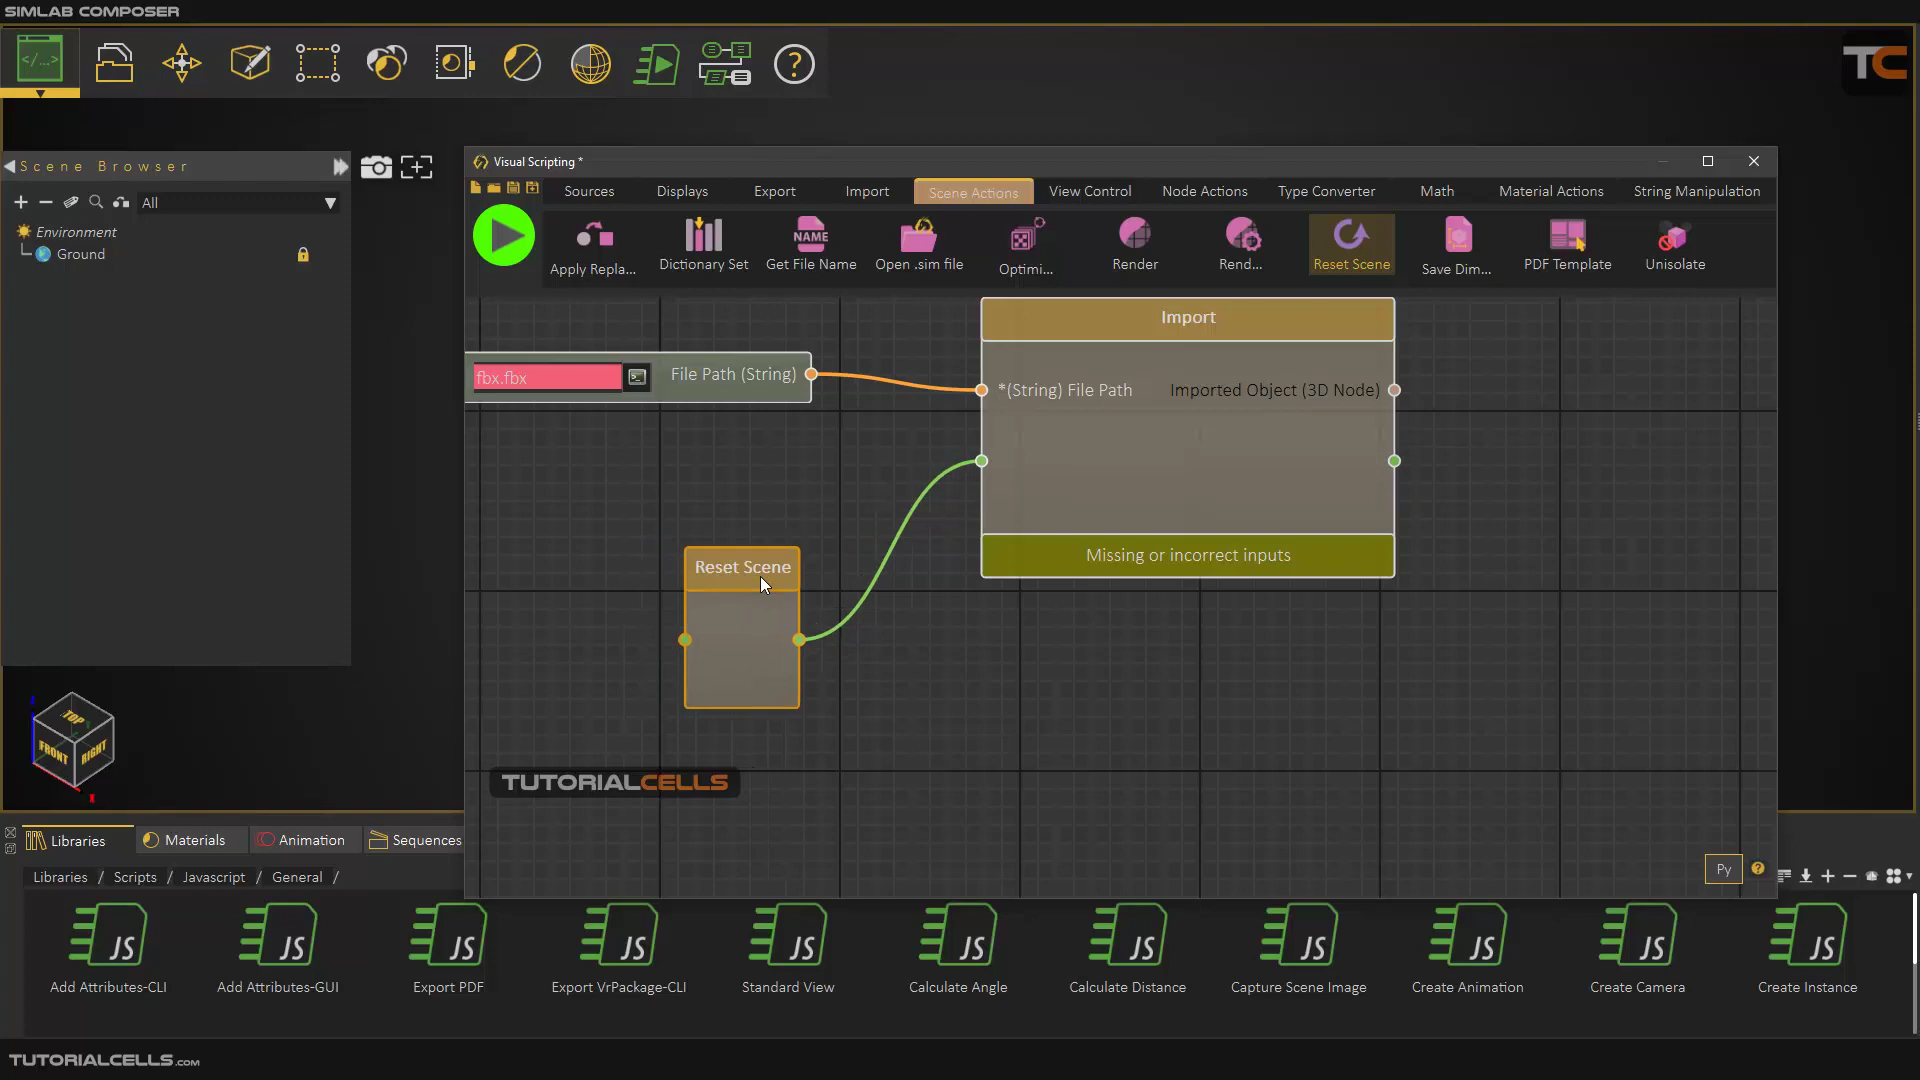 SIMLAB COMPOSER
</...>
?
TC
Scene Browser
All
Environment
Ground
Visual Scripting *
Sources
Displays
Export
Import
Scene Actions
View Control
Node Actions
Type Converter
Math
Material Actions
String Manipulation
Apply Repla...
Dictionary Set
NAME
Get File Name
Open .sim file
Optimi...
Render
Rend...
Reset Scene
Save Dim...
PDF Template
Unisolate
Import
fbx.fbx
File Path (String)
*(String) File Path
Imported Object (3D Node)
Missing or incorrect inputs
Reset Scene
TOP
FRONT
RIGHT
TUTORIALCELLS
Py
?
Libraries
Materials
Animation
Sequences
Libraries / Scripts / Javascript / General /
JS
JS
JS
JS
JS
JS
JS
JS
JS
JS
JS
Add Attributes-CLI
Add Attributes-GUI
Export PDF
Export VrPackage-CLI
Standard View
Calculate Angle
Calculate Distance
Capture Scene Image
Create Animation
Create Camera
Create Instance
TUTORIALCELLS.com